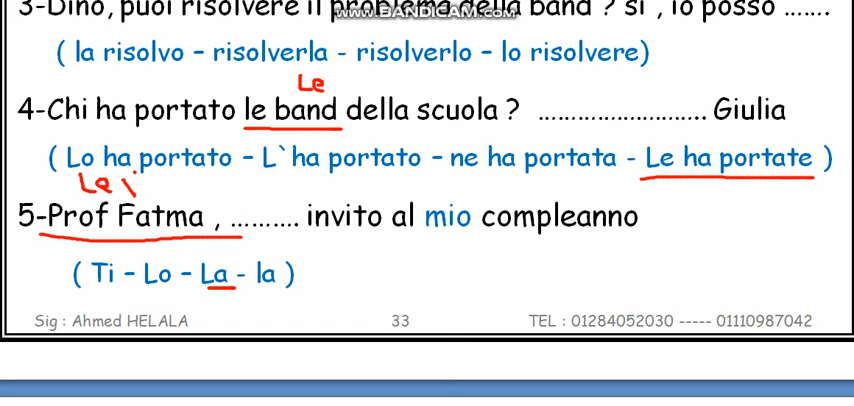 3-Dino, puoi risolvere il problema della band ? si , io posso .......
www.BANDICAM.com
( la risolvo – risolverla - risolverlo – lo risolvere)
Le
4-Chi ha portato le band della scuola ? .......................... Giulia
( Lo ha portato – L`ha portato – ne ha portata - Le ha portate )
Lei
5-Prof Fatma , .......... invito al mio compleanno
( Ti – Lo – La - la )
Sig : Ahmed HELALA 33 TEL : 01284052030 ----- 01110987042